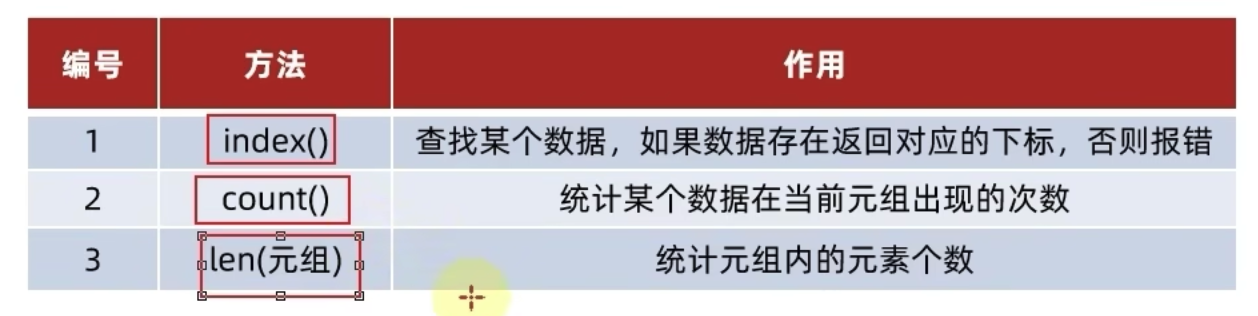 编号 方法 作用
1 index() 查找某个数据，如果数据存在返回对应的下标，否则报错
2 count() 统计某个数据在当前元组出现的次数
3 len(元组) 统计元组内的元素个数